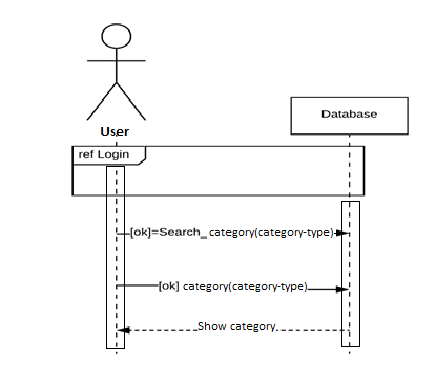 Database
User
ref Login
[ok]=Search_ category(category-type)
[ok] category(category-type)
Show category